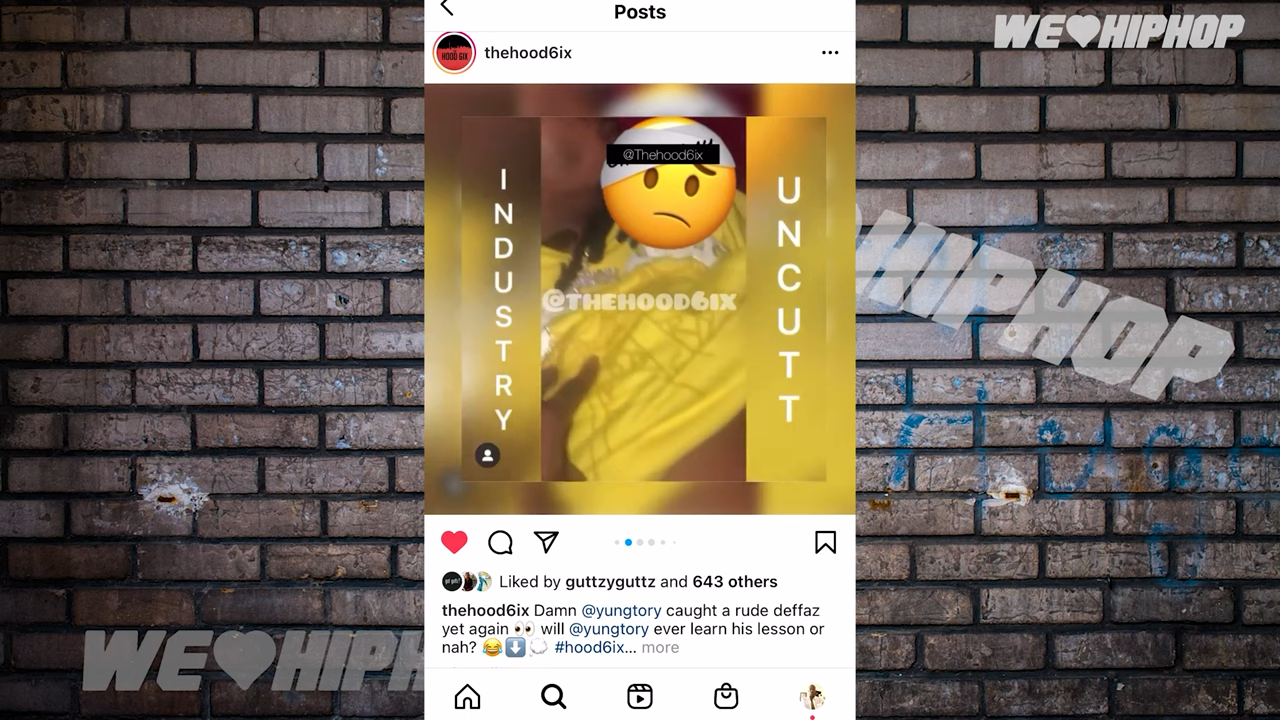 Posts
WE HIPHOP
thehood6ix
@Thehood6ix
INDUSTRY
UNCUTT
@THEHOOD6IX
HIPHOP
Liked by guttzyguttz and 643 others
thehood6ix Damn @yungtory caught a rude deffaz
yet again 👀 will @yungtory ever learn his lesson or
nah? 😂⬇️💭 #hood6ix... more
WE HIPH